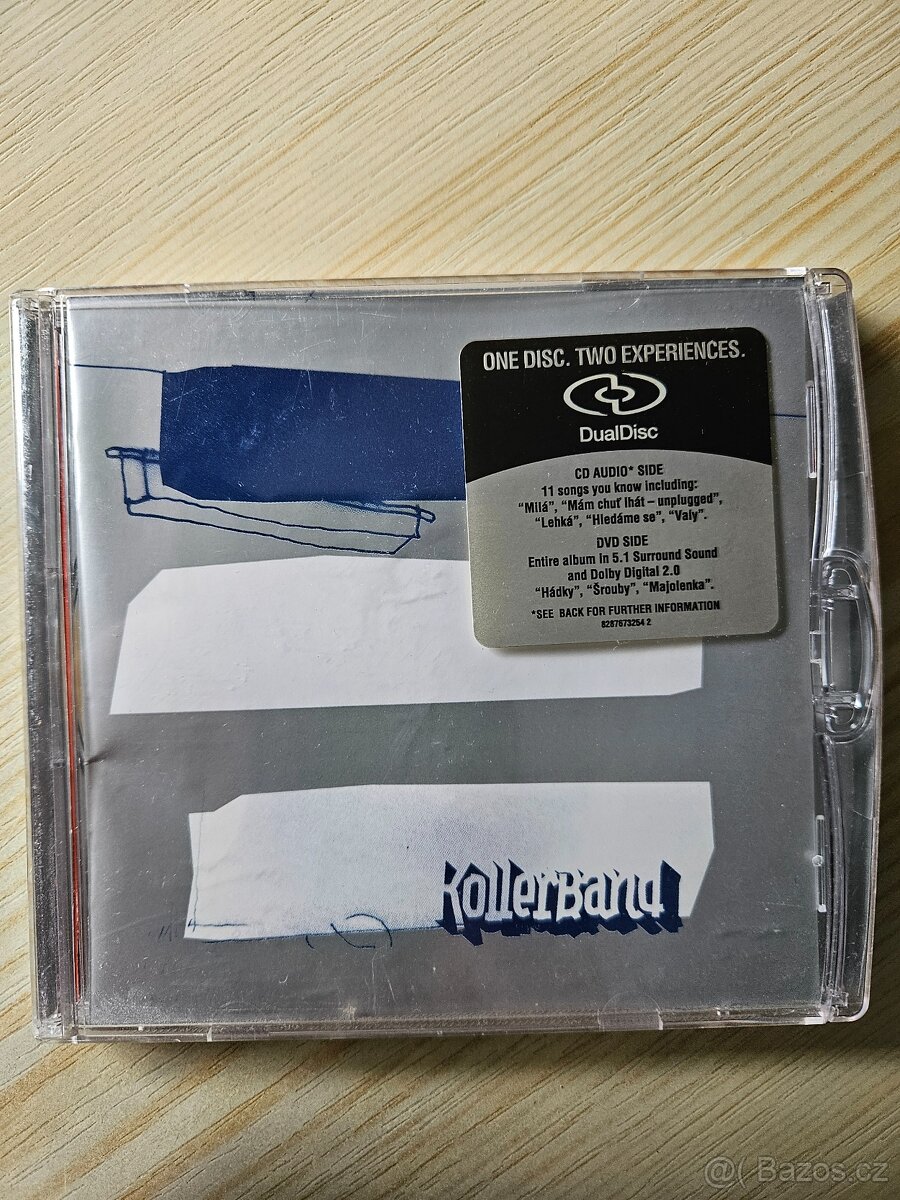 ONE DISC. TWO EXPERIENCES.
DualDisc
CD AUDIO* SIDE
11 songs you know including:
“Milá”, “Mám chuť lhát – unplugged”,
“Lehká”, “Hledáme se”, “Valy”.
DVD SIDE
Entire album in 5.1 Surround Sound
and Dolby Digital 2.0
“Hádky”, “Šrouby”, “Majolenka”.
*SEE BACK FOR FURTHER INFORMATION
8287673254 2
KollerBand
@( Bazos.cz